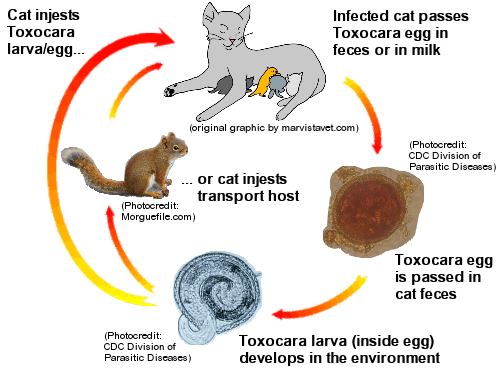 Cat injests
Toxocara
larva/egg...
Infected cat passes
Toxocara egg in
feces or in milk
(original graphic by marvistavet.com)
(Photocredit:
CDC Division of
Parasitic Diseases)
... or cat injests
transport host
(Photocredit:
Morguefile.com)
Toxocara egg
is passed in
cat feces
(Photocredit:
CDC Division of
Parasitic Diseases)
Toxocara larva (inside egg)
develops in the environment